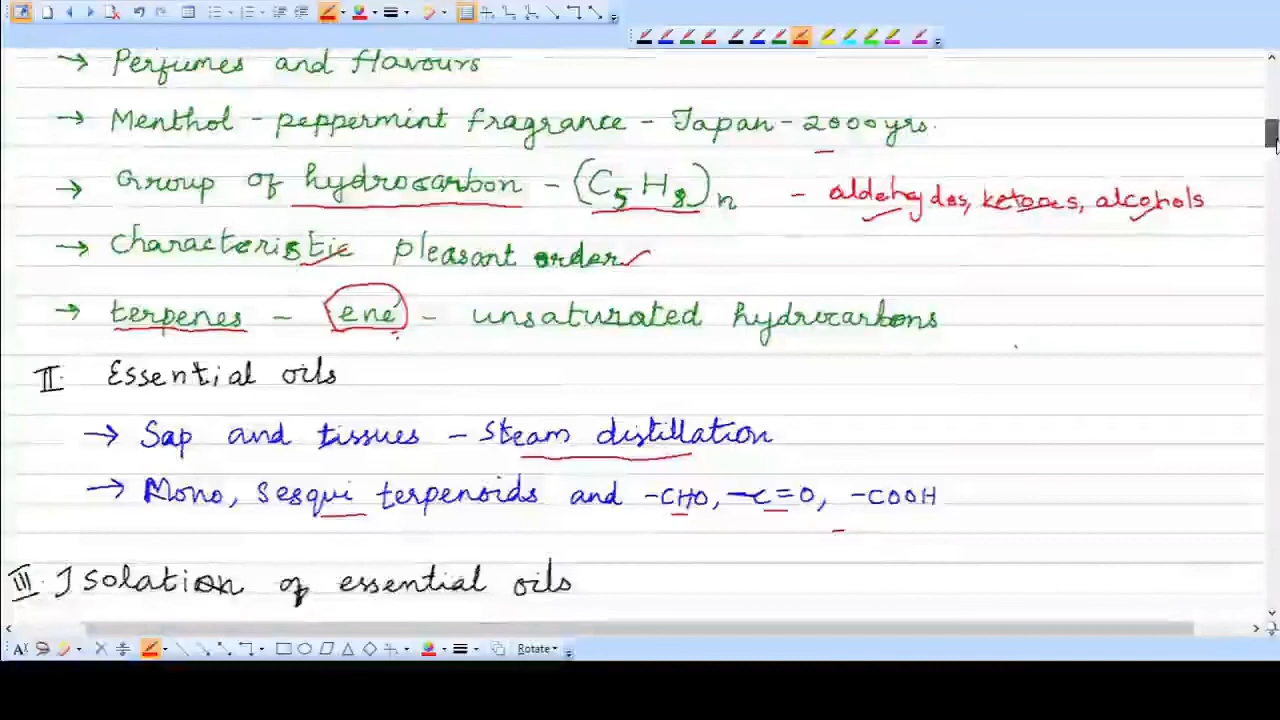 → Perfumes and flavours
→ Menthol - peppermint fragrance - Japan - 2000 yrs.
→ Group of hydrocarbon - (C5H8)n - aldehydes, ketones, alcohols
→ Characteristic pleasant order
→ terpenes - ene - unsaturated hydrocarbons
II. Essential oils
→ Sap and tissues - Steam distillation
→ Mono, Sesqui terpenoids and -CHO, -C=O, -COOH
III. Isolation of essential oils
Rotate